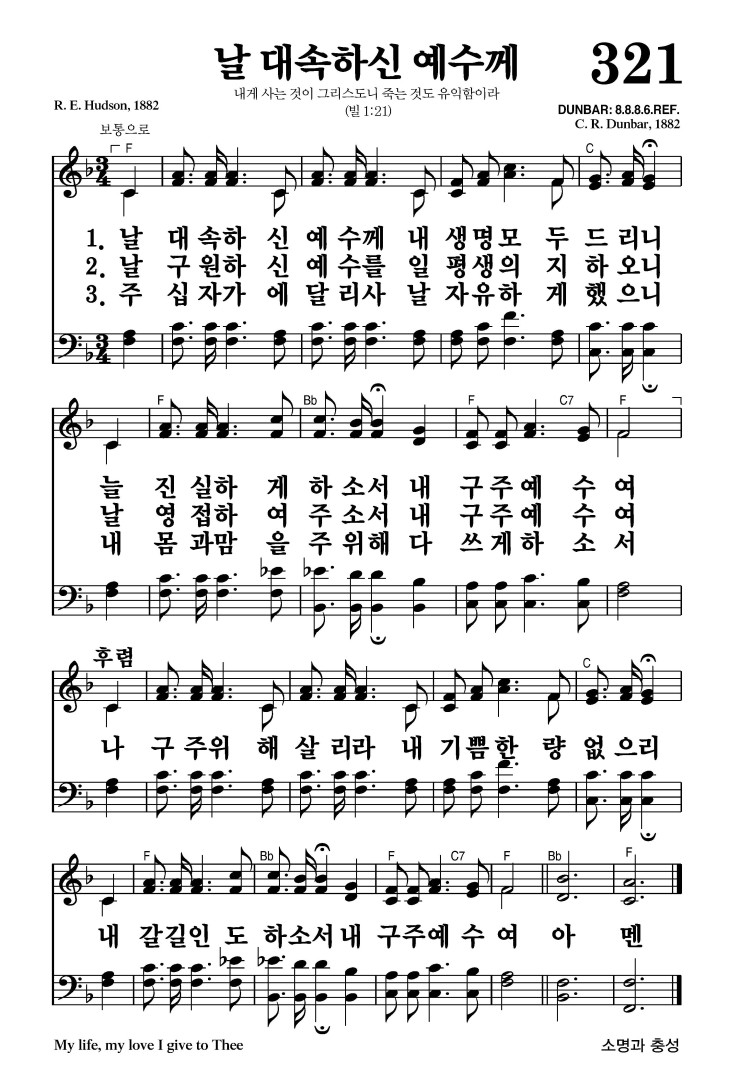 날 대속하신 예수께
321
내게 사는 것이 그리스도니 죽는 것도 유익함이라
(빌 1:21)
R. E. Hudson, 1882
DUNBAR: 8.8.8.6.REF.
C. R. Dunbar, 1882
보통으로
F C
1. 날 대 속하 신 예 수께 내 생명모 두 드 리니
2. 날 구 원하 신 예 수를 일 평생의 지 하 오니
3. 주 십 자가 에 달 리사 날 자유하 게 했 으니
F Bb F C7 F
늘 진 실하 게 하 소서 내 구주예 수 여
날 영 접하 여 주 소서 내 구주예 수 여
내 몸 과맘 을 주 위해 다 쓰게하 소 서
후렴
C
나 구 주위 해 살 리라 내 기쁨한 량 없 으리
F Bb F C7 F Bb F
내 갈길인 도 하소서 내 구주예 수 여 아 멘
My life, my love I give to Thee
소명과 충성